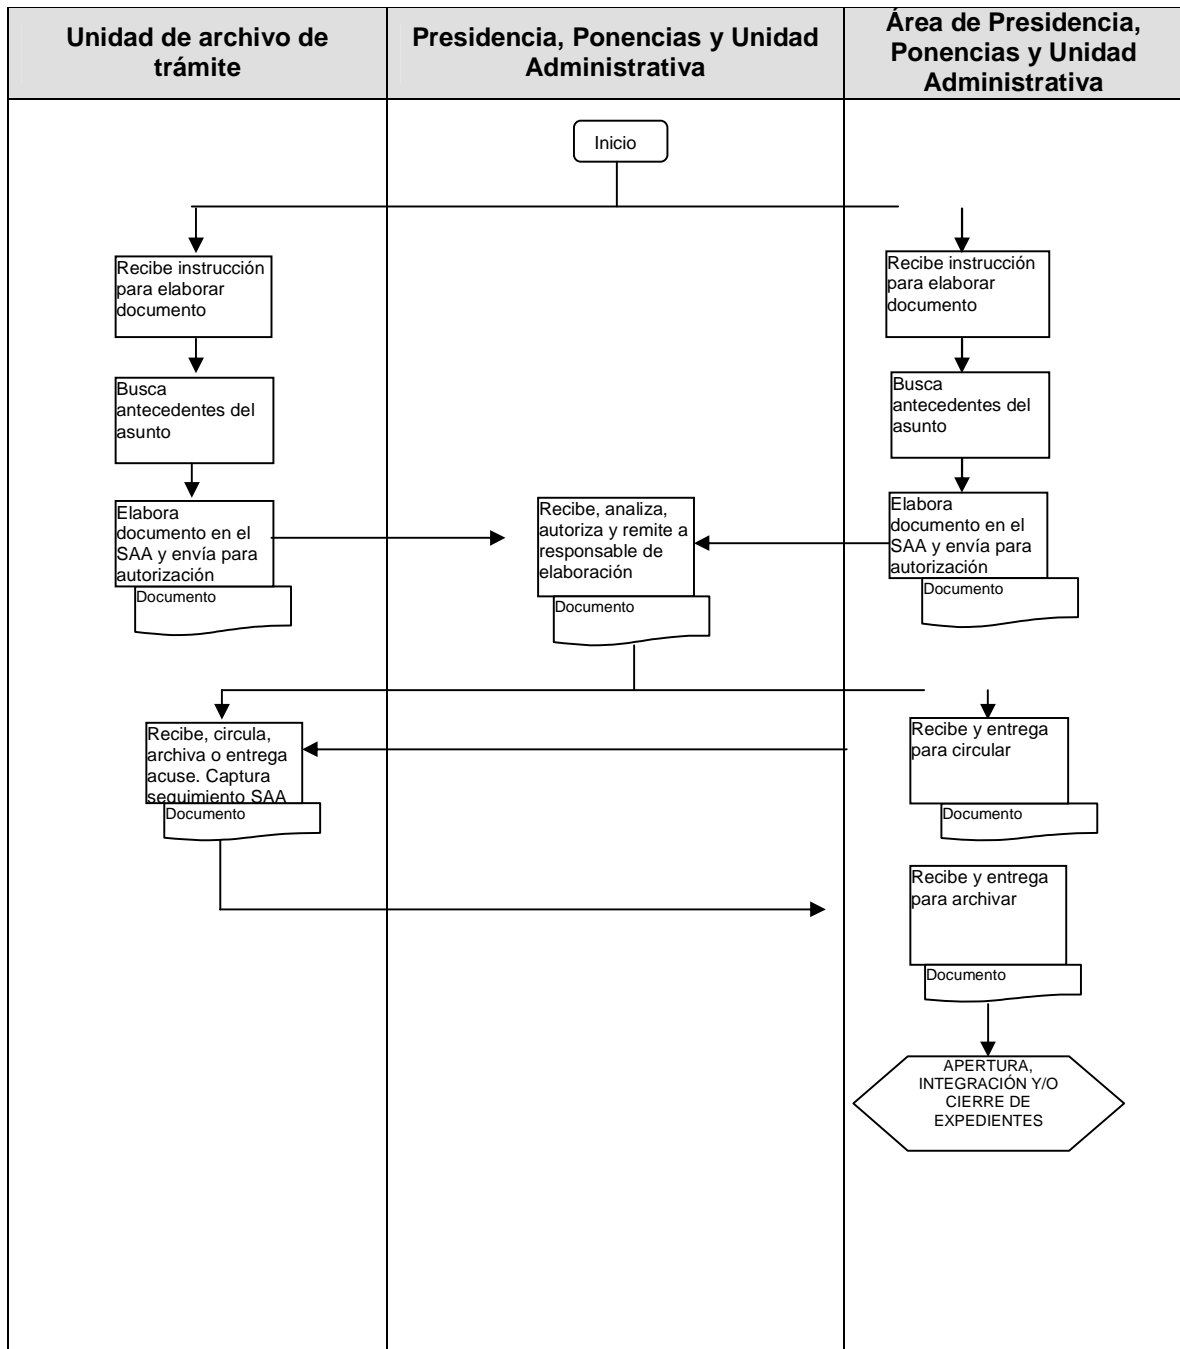 Unidad de archivo de
trámite
Presidencia, Ponencias y Unidad
Administrativa
Área de Presidencia,
Ponencias y Unidad
Administrativa
Inicio
Recibe instrucción
para elaborar
documento
Recibe instrucción
para elaborar
documento
Busca
antecedentes del
asunto
Busca
antecedentes del
asunto
Elabora
documento en el
SAA y envía para
autorización
Documento
Recibe, analiza,
autoriza y remite a
responsable de
elaboración
Documento
Elabora
documento en el
SAA y envía para
autorización
Documento
Recibe, circula,
archiva o entrega
acuse. Captura
seguimiento SAA
Documento
Recibe y entrega
para circular
Documento
Recibe y entrega
para archivar
Documento
APERTURA,
INTEGRACIÓN Y/O
CIERRE DE
EXPEDIENTES